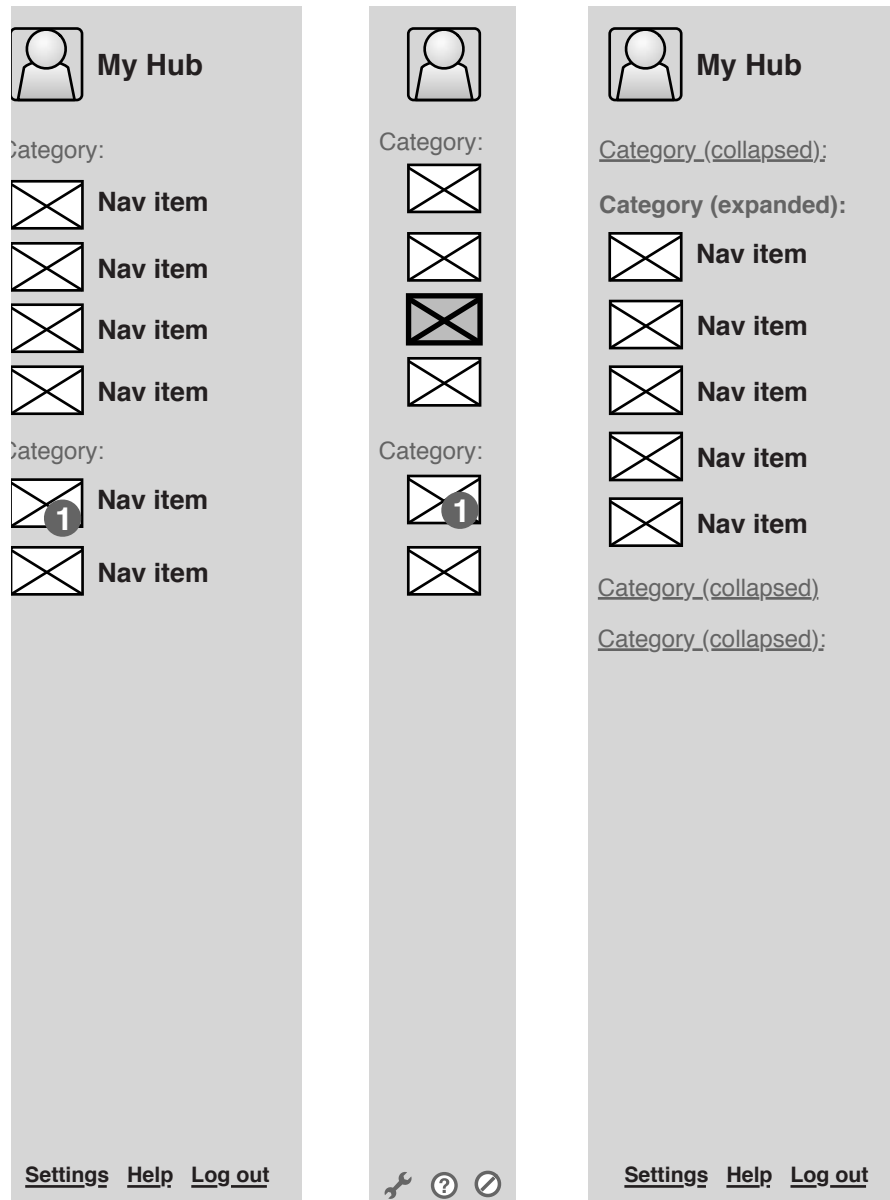 My Hub
Category:
Nav item
Nav item
Nav item
Nav item
Category:
Nav item
1
Nav item
Settings Help Log out
Category:
Category:
1
?
My Hub
Category (collapsed):
Category (expanded):
Nav item
Nav item
Nav item
Nav item
Nav item
Category (collapsed)
Category (collapsed):
Settings Help Log out